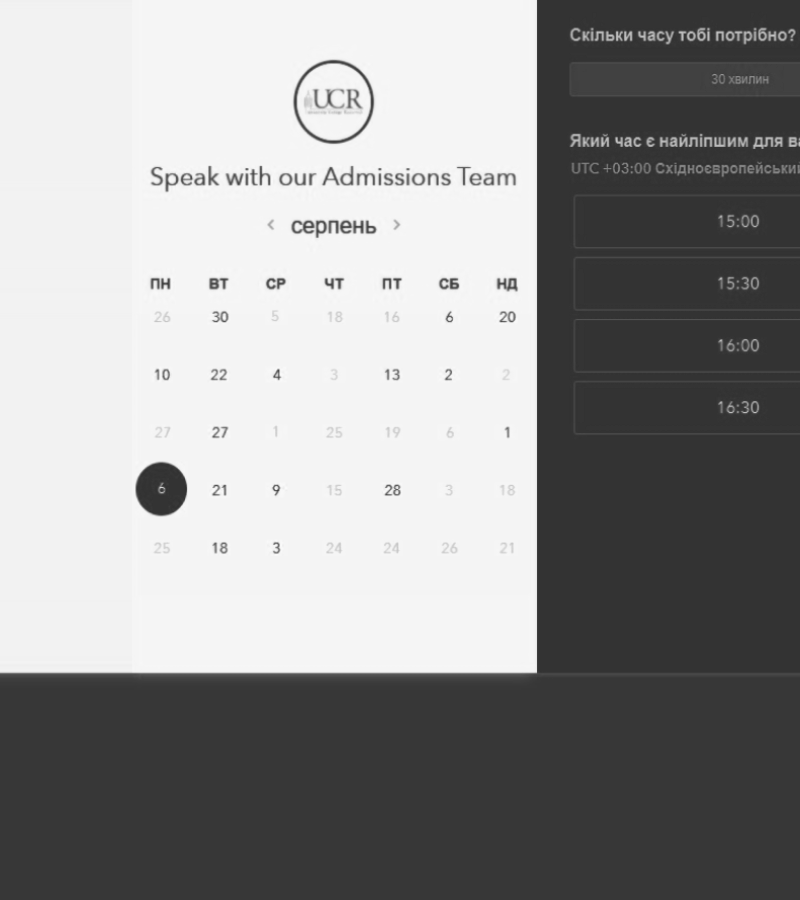 UCR
Speak with our Admissions Team
< серпень >
ПН ВТ СР ЧТ ПТ СБ НД
26 30 5 18 16 6 20
10 22 4 3 13 2 2
27 27 1 25 19 6 1
6 21 9 15 28 3 18
25 18 3 24 24 26 21
Скільки часу тобі потрібно?
30 хвилин
Який час є найліпшим для ва
UTC +03:00 Східноєвропейський
15:00
15:30
16:00
16:30